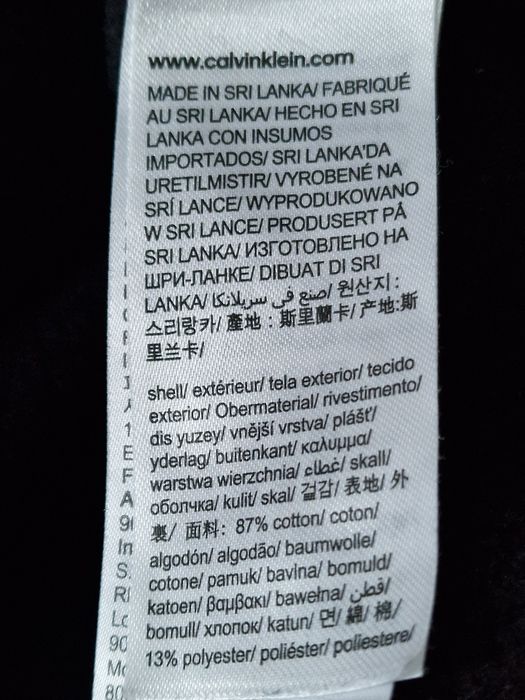 www.calvinklein.com
MADE IN SRI LANKA/ FABRIQUÉ
AU SRI LANKA/ HECHO EN SRI
LANKA CON INSUMOS
IMPORTADOS/ SRI LANKA'DA
URETILMISTIR/ VYROBENÉ NA
SRÍ LANCE/ WYPRODUKOWANO
W SRI LANCE/ PRODUSERT PÅ
SRI LANKA/ ИЗГОТОВЛЕНО НА
ШРИ-ЛАНКЕ/ DIBUAT DI SRI
LANKA/ صنع في سريلانكا/ 원산지:
스리랑카/ 產地：斯里蘭卡/ 产地:斯
里兰卡/
shell/ extérieur/ tela exterior/ tecido
exterior/ Obermaterial/ rivestimento/
dis yuzey/ vnější vrstva/ plášť/
yderlag/ buitenkant/ καλυμμα/
warstwa wierzchnia/ غطاء/ skall/
оболчка/ kulit/ skal/ 겉감/ 表地/ 外
裏/ 面料: 87% cotton/ coton/
algodón/ algodão/ baumwolle/
cotone/ pamuk/ bavlna/ bomuld/
katoen/ βαμβακι/ bawełna/ قطن/
bomull/ хлопок/ katun/ 면/ 綿/ 棉/
13% polyester/ poliéster/ poliestere/